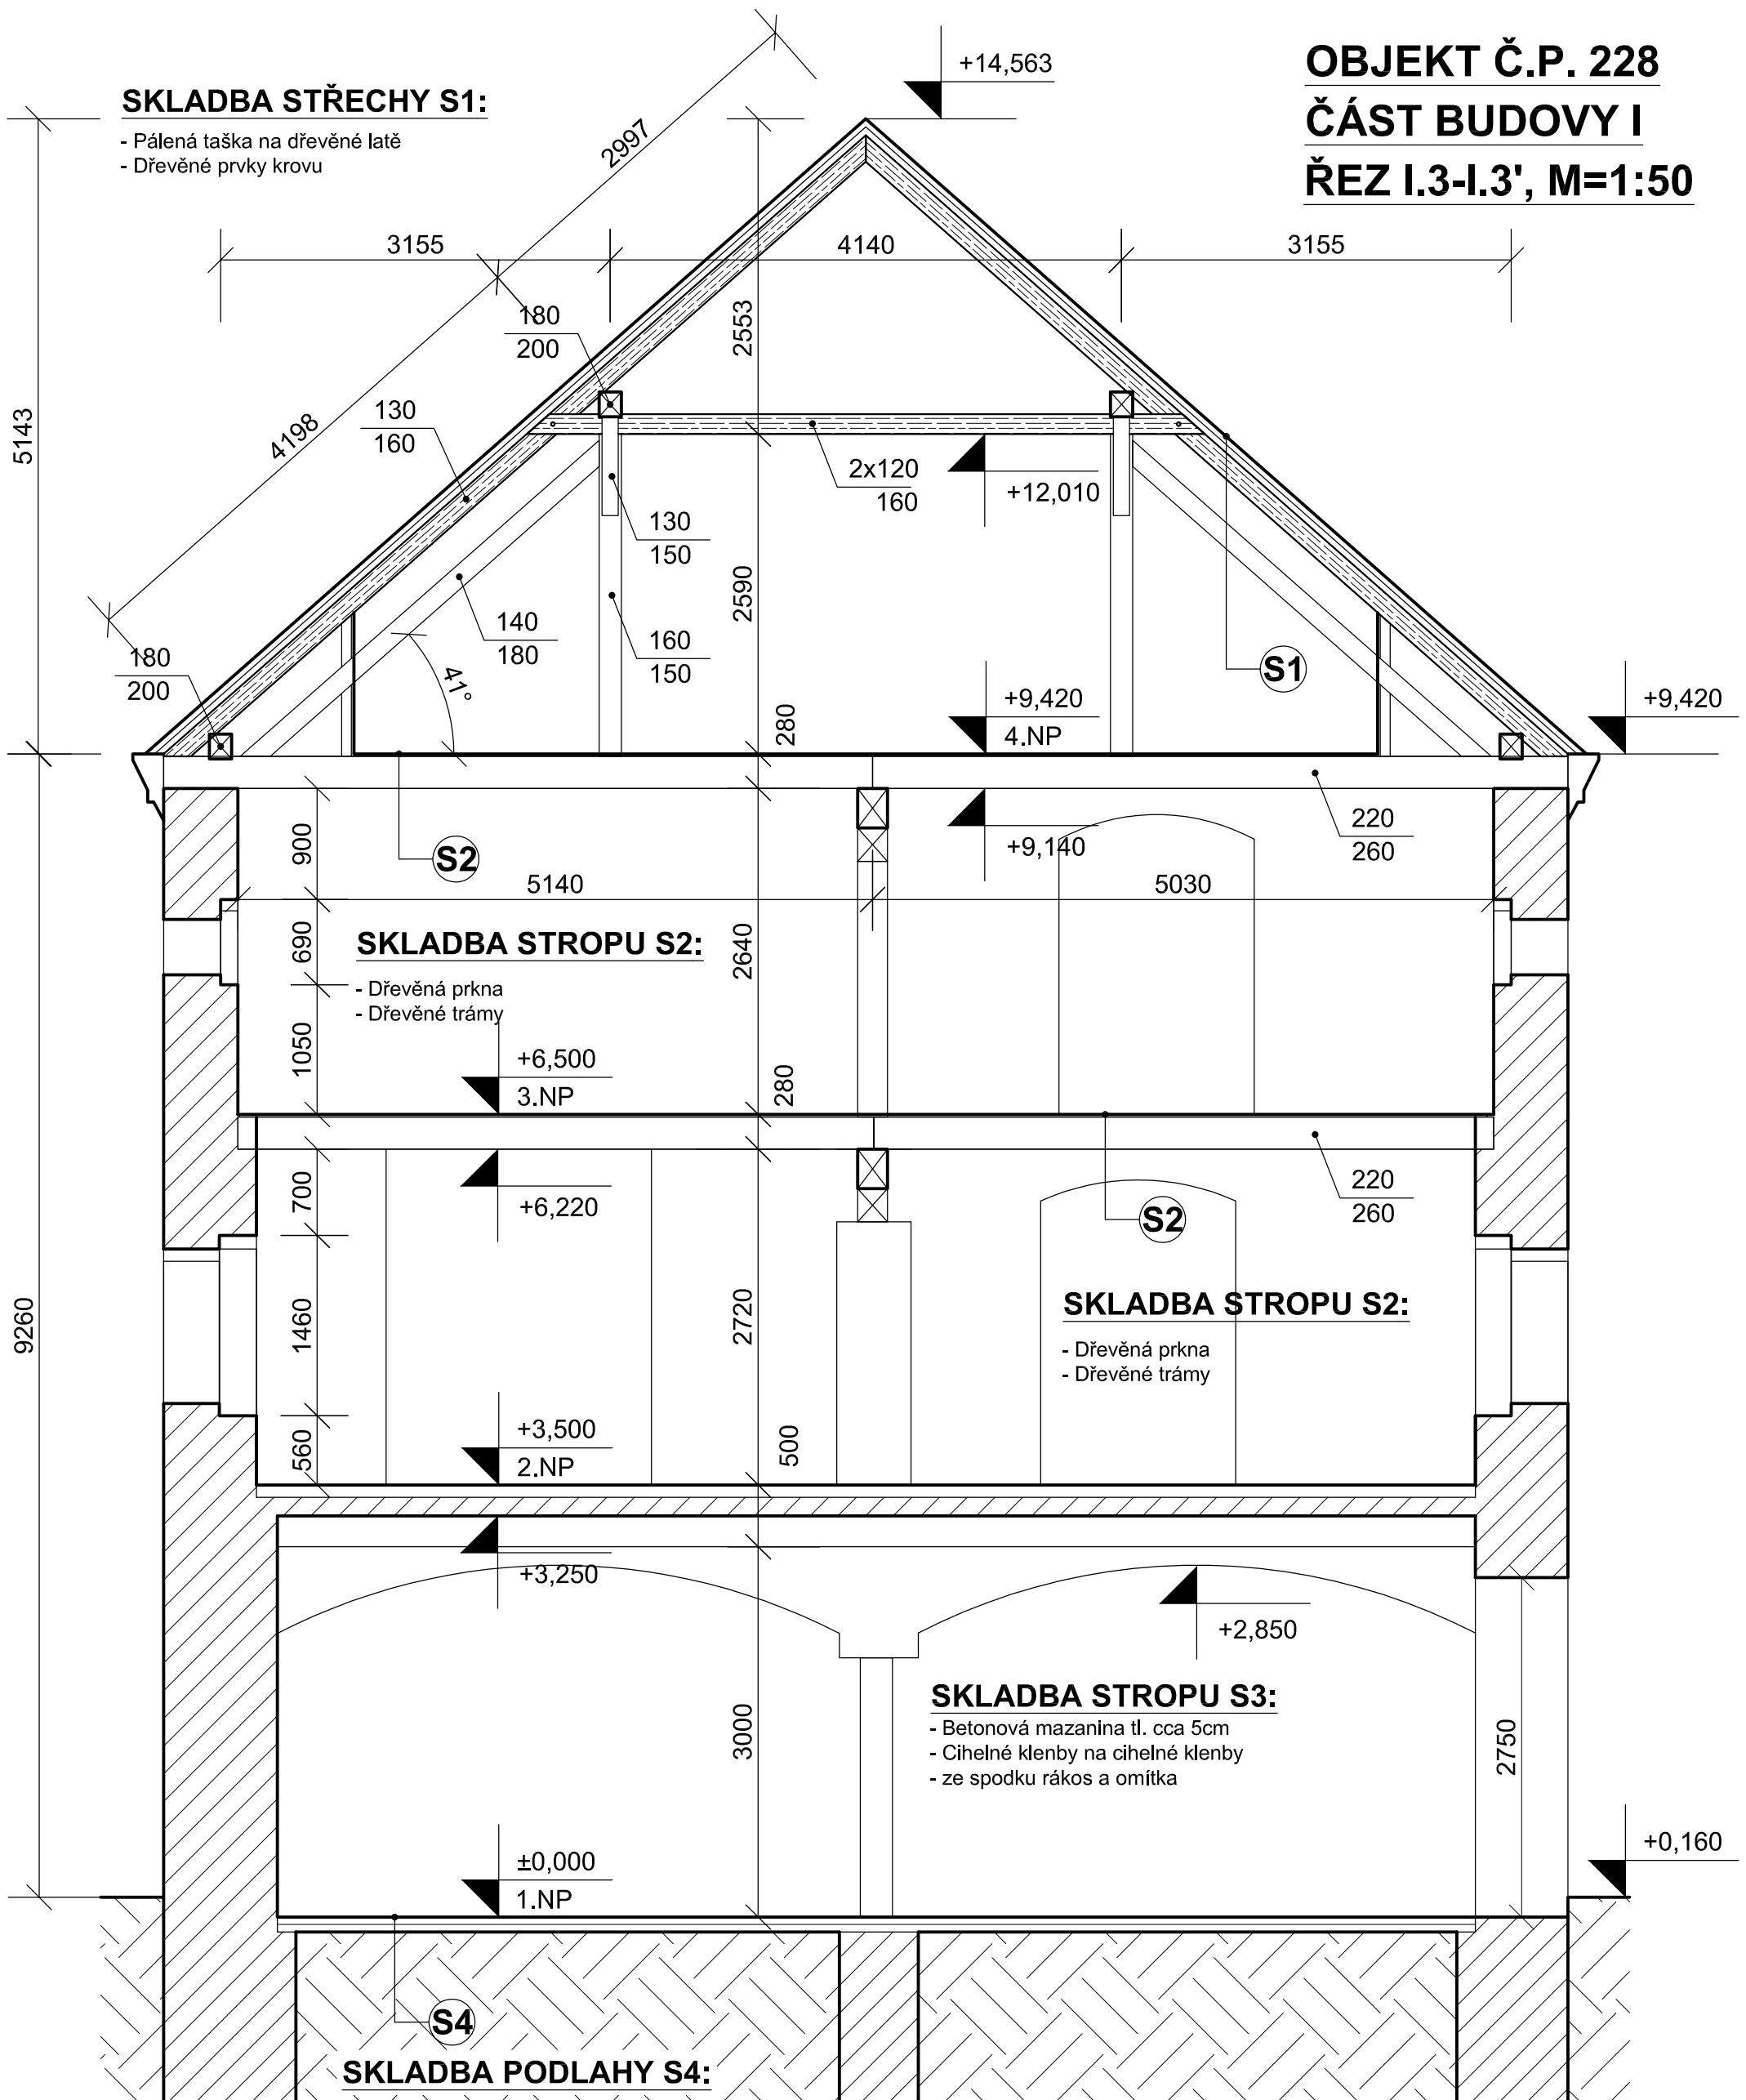 OBJEKT Č.P. 228
ČÁST BUDOVY I
ŘEZ I.3-I.3', M=1:50
SKLADBA STŘECHY S1:
- Pálená taška na dřevěné latě
- Dřevěné prvky krovu
+14,563
2997
3155
4140
3155
180
200
2553
5143
4198
130
160
2x120
160
+12,010
130
150
2590
140
180
160
150
41°
S1
180
200
280
+9,420
4.NP
+9,420
900
S2
+9,140
220
260
5140
5030
690
SKLADBA STROPU S2:
2640
- Dřevěná prkna
- Dřevěné trámy
1050
+6,500
3.NP
280
700
+6,220
S2
220
260
9260
1460
2720
SKLADBA STROPU S2:
- Dřevěná prkna
- Dřevěné trámy
560
+3,500
2.NP
500
+3,250
+2,850
SKLADBA STROPU S3:
- Betonová mazanina tl. cca 5cm
- Cihelné klenby na cihelné klenby
- ze spodku rákos a omítka
3000
2750
±0,000
1.NP
+0,160
S4
SKLADBA PODLAHY S4: